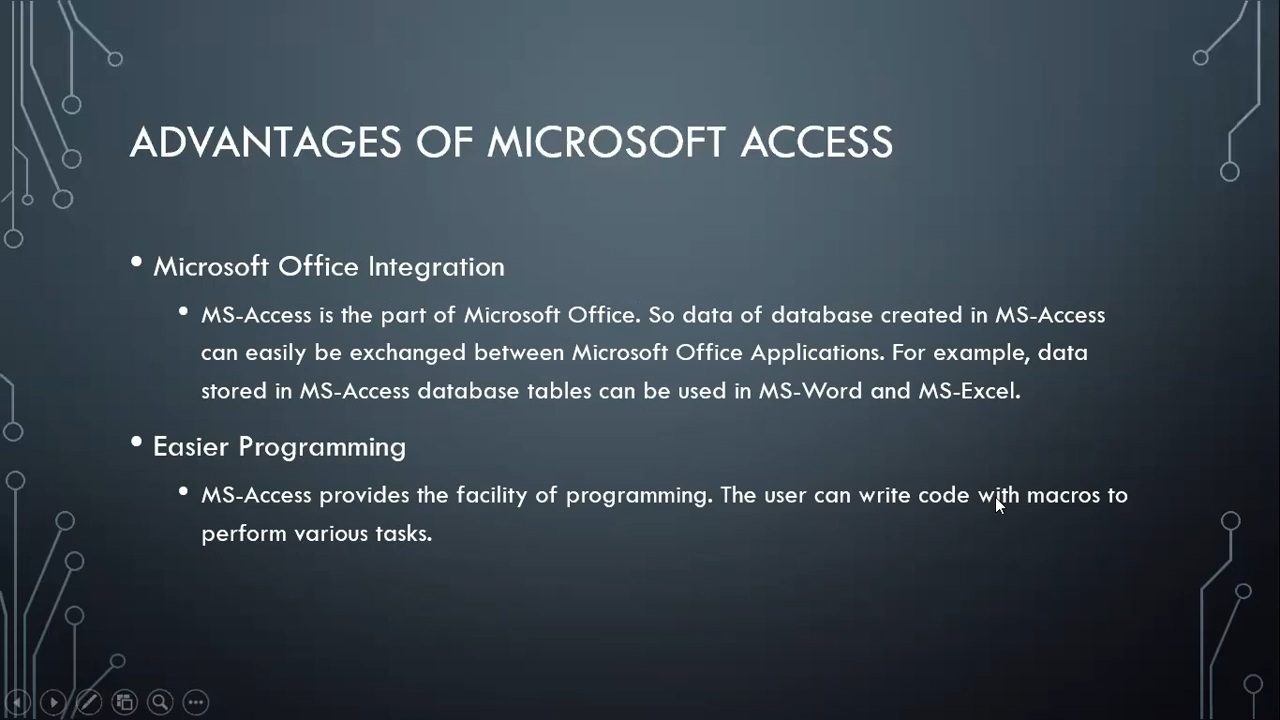 ADVANTAGES OF MICROSOFT ACCESS
• Microsoft Office Integration
• MS-Access is the part of Microsoft Office. So data of database created in MS-Access
can easily be exchanged between Microsoft Office Applications. For example, data
stored in MS-Access database tables can be used in MS-Word and MS-Excel.
• Easier Programming
• MS-Access provides the facility of programming. The user can write code with macros to
perform various tasks.